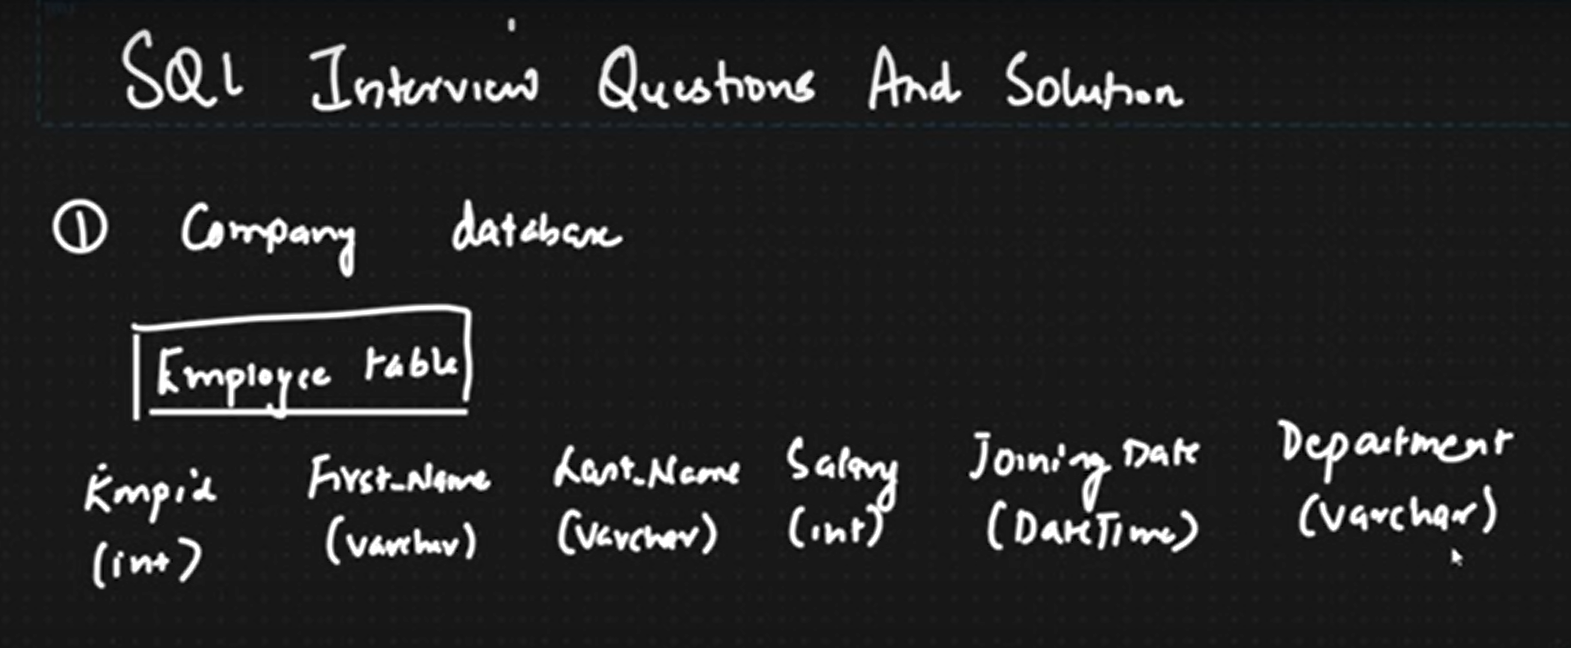 SQL Interview Questions And Solution
① Company database
Employee table
Empid First_Name Last_Name Salary Joining Date Department
(int) (varchar) (Varchar) (int) (DateTime) (varchar)